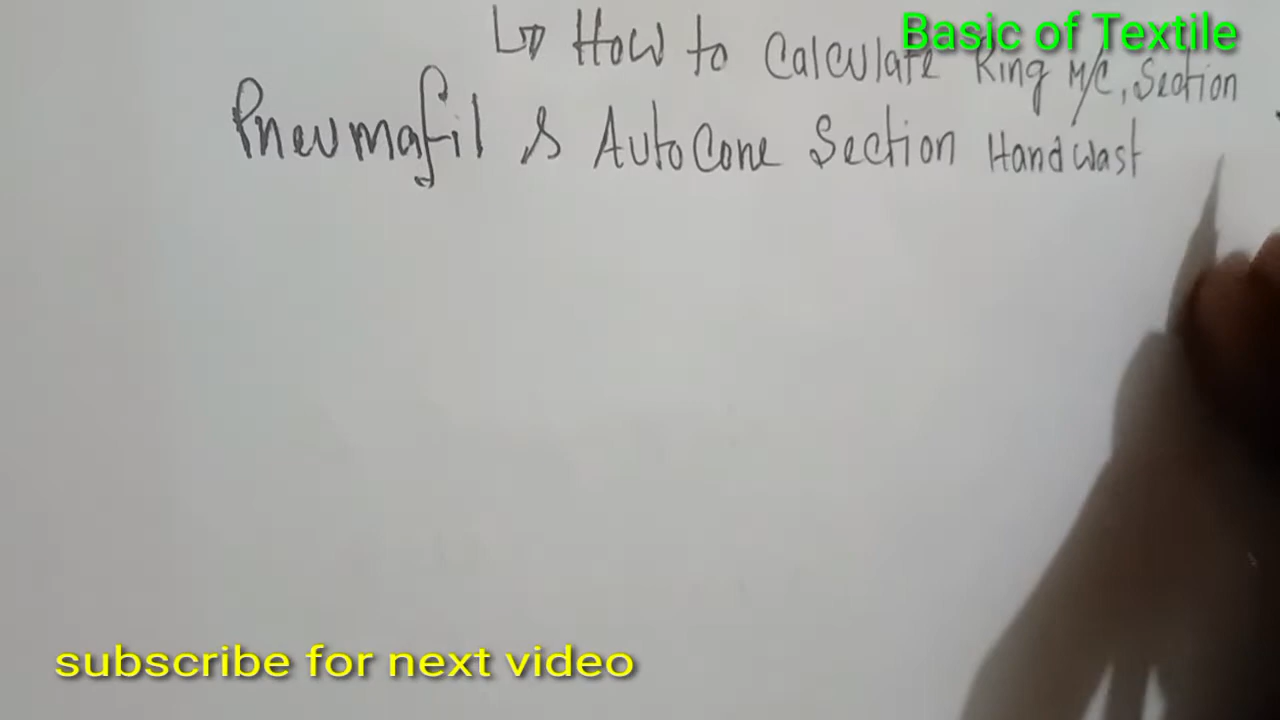 Basic of Textile
↳ How to Calculate Ring M/C, Section
Pneumafil & AutoCone Section Handwast
subscribe for next video